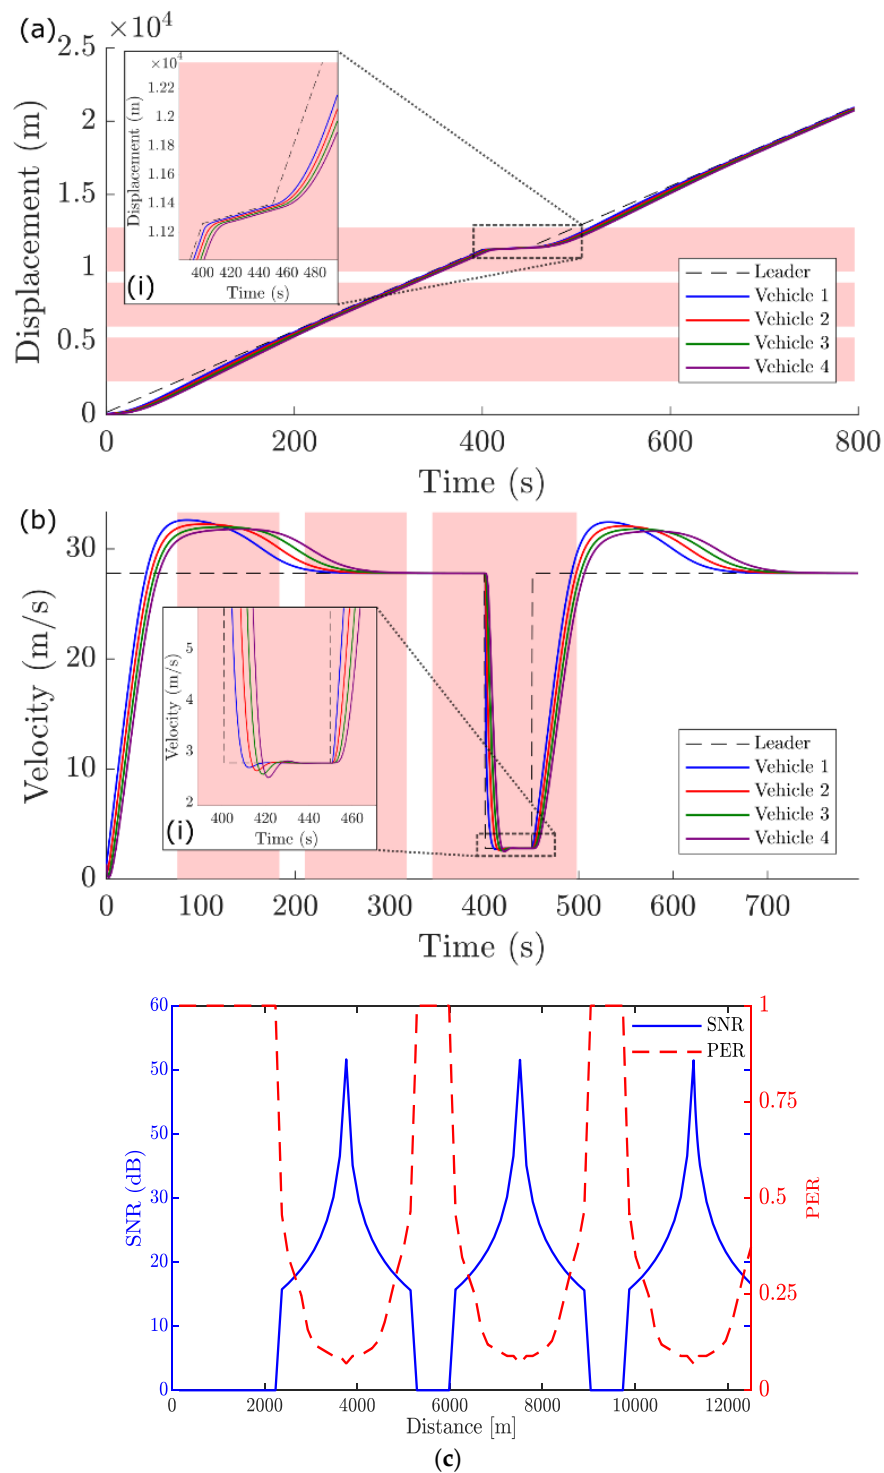 (a)
×10⁴
2.5
2
1.5
1
0.5
0
Displacement (m)
0 200 400 600 800
Time (s)
×10⁴
1.22
1.2
1.18
1.16
1.14
1.12
Displacement (m)
400 420 440 460 480
Time (s)
(i)
Leader
Vehicle 1
Vehicle 2
Vehicle 3
Vehicle 4
(b)
30
20
10
0
Velocity (m/s)
0 100 200 300 400 500 600 700
Time (s)
5
4
3
2
Velocity (m/s)
400 420 440 460
Time (s)
(i)
Leader
Vehicle 1
Vehicle 2
Vehicle 3
Vehicle 4
60
50
50
30
20
10
0
SNR (dB)
1
0.75
0.5
0.25
0
PER
SNR
PER
0 2000 4000 6000 8000 10000 12000
Distance [m]
(c)